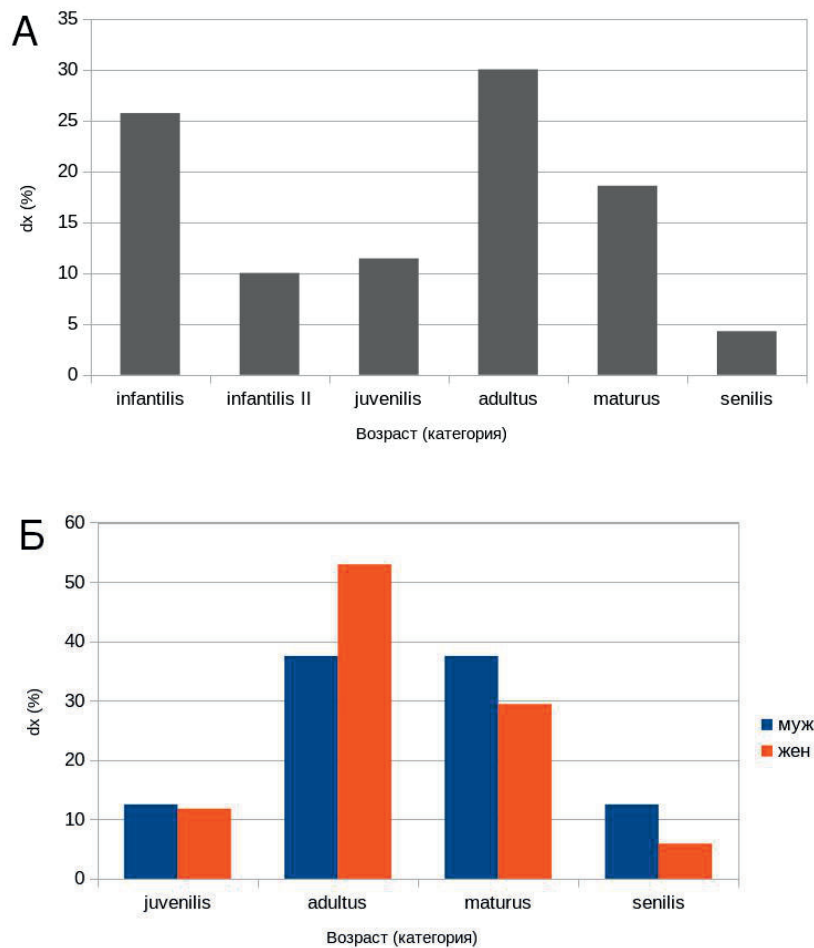 А
35
30
25
20
15
10
5
0
dx (%)
infantilis infantilis II juvenilis adultus maturus senilis
Возраст (категория)
Б
60
50
40
30
20
10
0
dx (%)
муж
жен
juvenilis adultus maturus senilis
Возраст (категория)